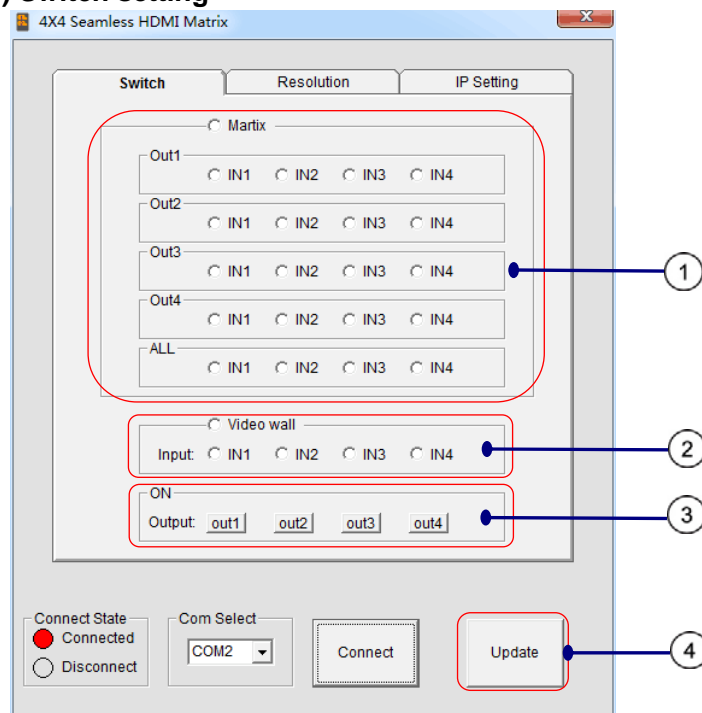 4X4 Seamless HDMI Matrix
Switch Resolution IP Setting
Martix
Out1
IN1 IN2 IN3 IN4
Out2
IN1 IN2 IN3 IN4
Out3
IN1 IN2 IN3 IN4
1
Out4
IN1 IN2 IN3 IN4
ALL
IN1 IN2 IN3 IN4
Video wall
Input: IN1 IN2 IN3 IN4
2
ON
Output: out1 out2 out3 out4
3
Connect State
Connected
Disconnect
Com Select
COM2
Connect
Update
4